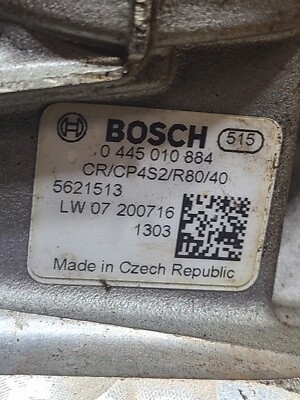 BOSCH 515
0 445 010 884
CR/CP4S2/R80/40
5621513
LW 07 200716
1303
Made in Czech Republic